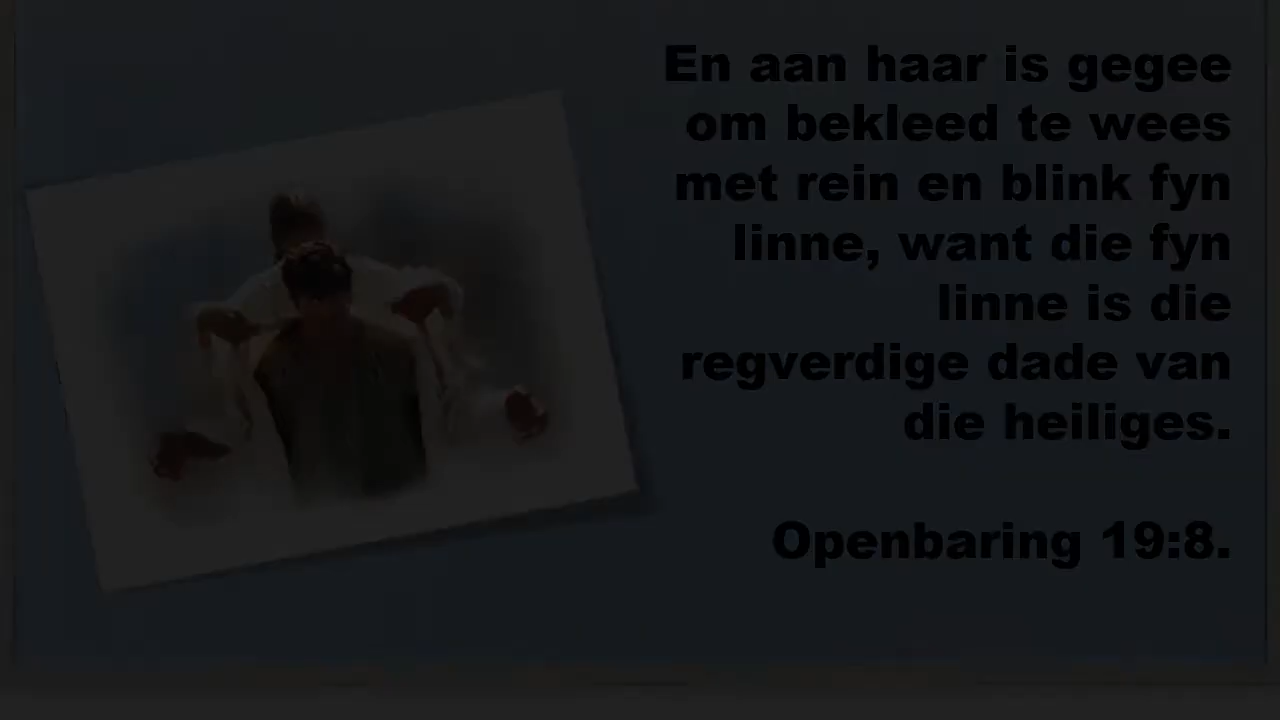 En aan haar is gegee
om bekleed te wees
met rein en blink fyn
linne, want die fyn
linne is die
regverdige dade van
die heiliges.
Openbaring 19:8.